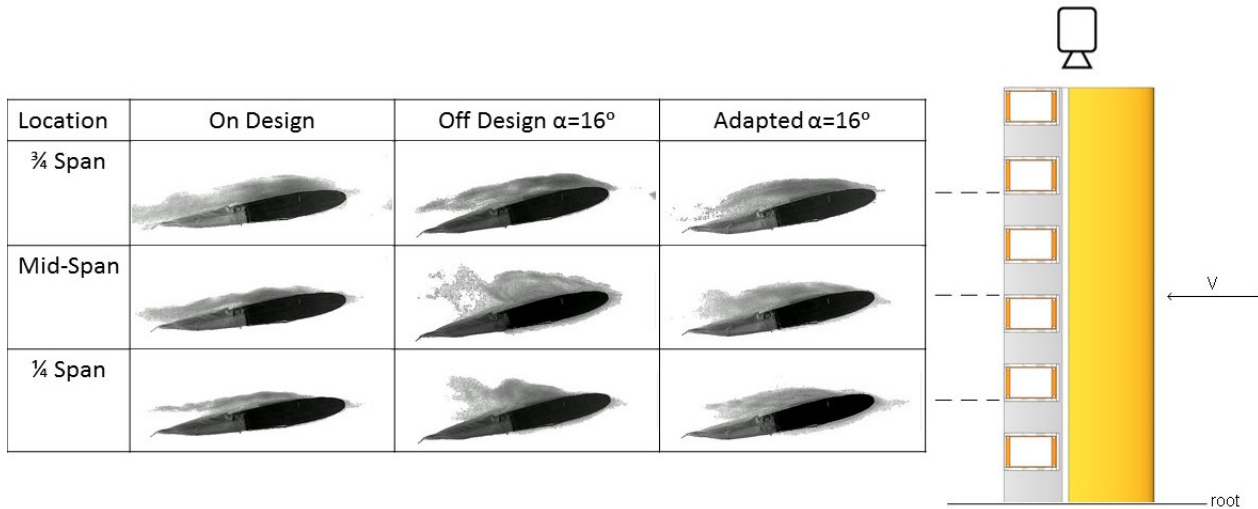 Location On Design Off Design α=16° Adapted α=16°
¾ Span
Mid-Span
¼ Span
V
root